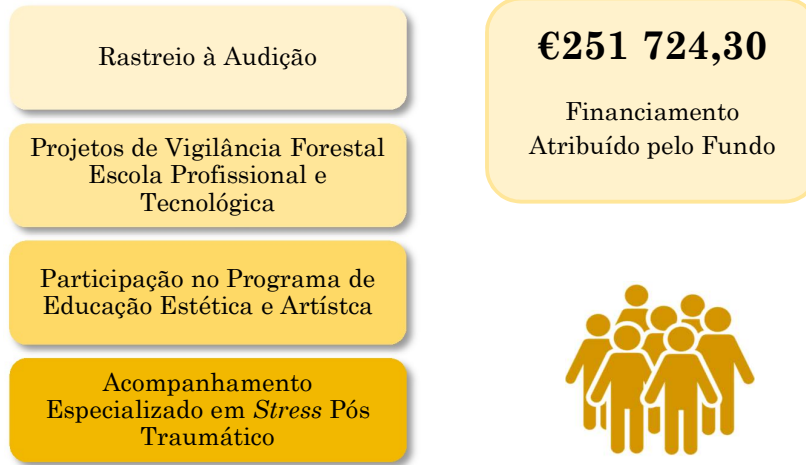 Rastreio à Audição
Projetos de Vigilância Forestal
Escola Profissional e
Tecnológica
Participação no Programa de
Educação Estética e Artístca
Acompanhamento
Especializado em Stress Pós
Traumático
€251 724,30
Financiamento
Atribuído pelo Fundo